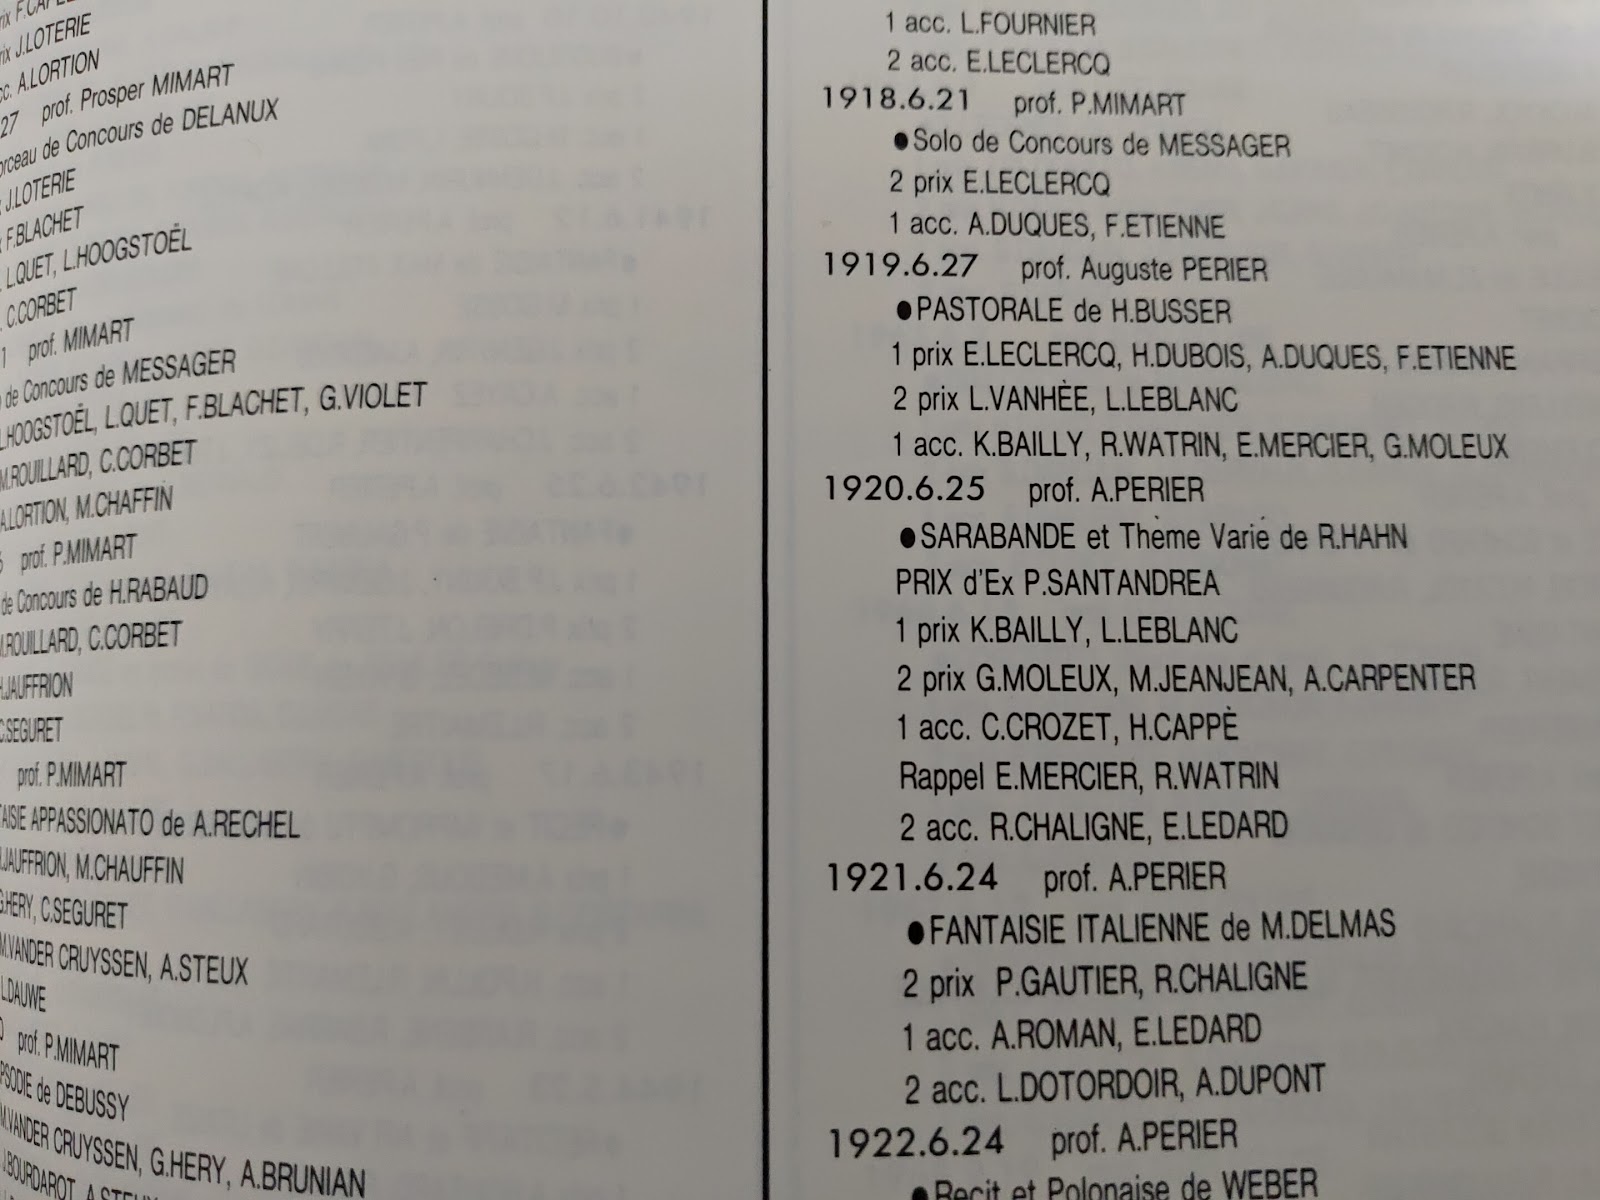 F.CAPEL
J.LOTERIE
A.LORTION
27 prof. Prosper MIMART
de Concours de DELANUX
J.LOTERIE
F.BLACHET
L.QUET, L.HOOGSTOËL
C.CORBET
1 prof. MIMART
de Concours de MESSAGER
L.HOOGSTOËL, L.QUET, F.BLACHET, G.VIOLET
M.ROUILLARD, C.CORBET
A.LORTION, M.CHAFFIN
prof. P.MIMART
de Concours de H.RABAUD
M.ROUILLARD, C.CORBET
H.JAUFFRION
C.SEGURET
prof. P.MIMART
TAISIE APPASSIONATO de A.RECHEL
H.JAUFFRION, M.CHAUFFIN
G.HERY, C.SEGURET
M.VANDER CRUYSSEN, A.STEUX
L.DAUWE
prof. P.MIMART
PSODIE de DEBUSSY
M.VANDER CRUYSSEN, G.HERY, A.BRUNIAN
J.BOURDAROT, A.STEUX
1 acc. L.FOURNIER
2 acc. E.LECLERCQ
1918.6.21 prof. P.MIMART
●Solo de Concours de MESSAGER
2 prix E.LECLERCQ
1 acc. A.DUQUES, F.ETIENNE
1919.6.27 prof. Auguste PERIER
●PASTORALE de H.BUSSER
1 prix E.LECLERCQ, H.DUBOIS, A.DUQUES, F.ETIENNE
2 prix L.VANHÈE, L.LEBLANC
1 acc. K.BAILLY, R.WATRIN, E.MERCIER, G.MOLEUX
1920.6.25 prof. A.PERIER
●SARABANDE et Thème Varié de R.HAHN
PRIX d'Ex P.SANTANDREA
1 prix K.BAILLY, L.LEBLANC
2 prix G.MOLEUX, M.JEANJEAN, A.CARPENTER
1 acc. C.CROZET, H.CAPPÈ
Rappel E.MERCIER, R.WATRIN
2 acc. R.CHALIGNE, E.LEDARD
1921.6.24 prof. A.PERIER
●FANTAISIE ITALIENNE de M.DELMAS
2 prix P.GAUTIER, R.CHALIGNE
1 acc. A.ROMAN, E.LEDARD
2 acc. L.DOTORDOIR, A.DUPONT
1922.6.24 prof. A.PERIER
●Recit et Polonaise de WEBER